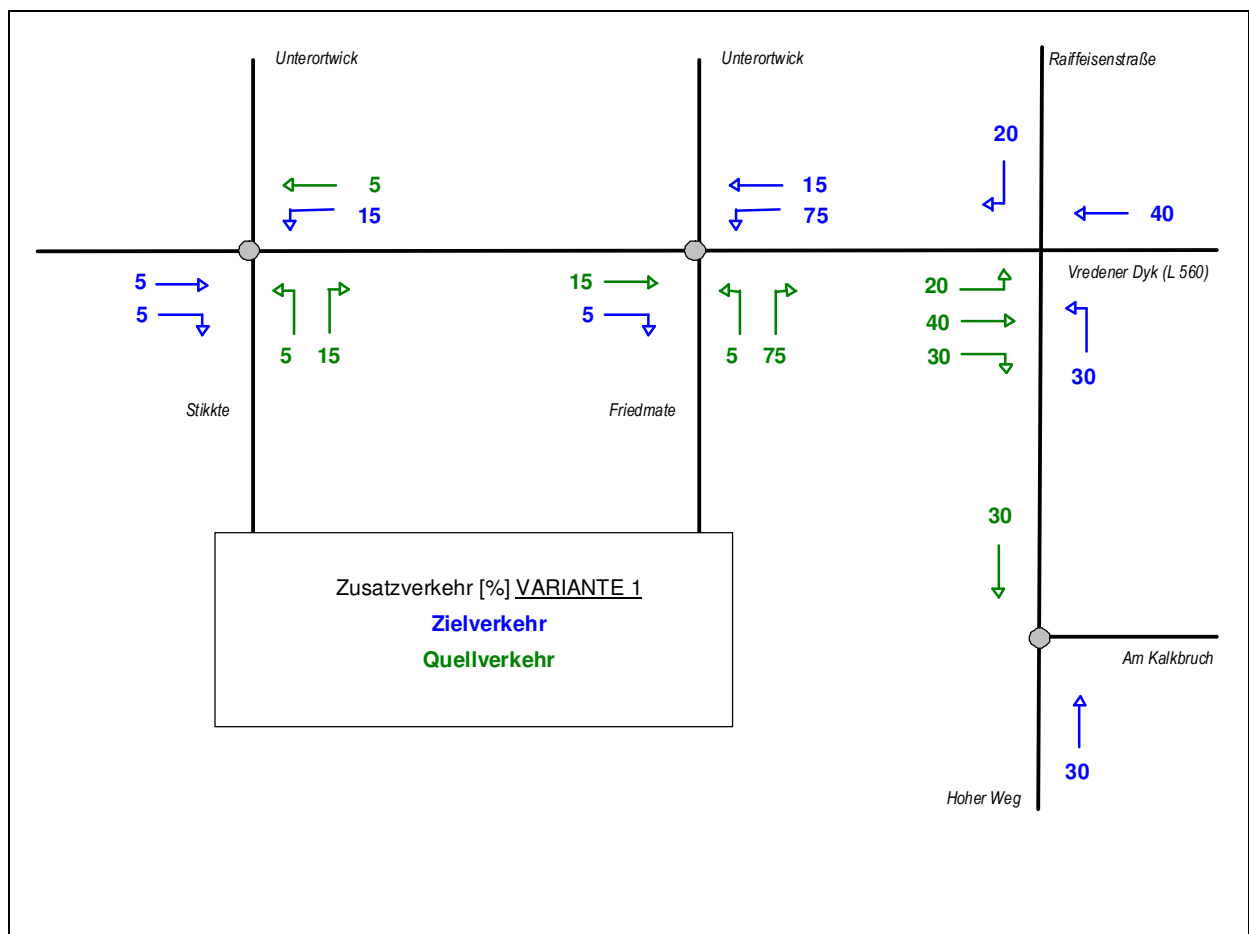 Unterortwick
Unterortwick
Raiffeisenstraße
20
5
15
15
75
40
Vredener Dyk (L 560)
5
5
5
15
15
5
5
75
20
40
30
30
Stikkte
Friedmate
30
Zusatzverkehr [%] VARIANTE 1
Zielverkehr
Quellverkehr
Am Kalkbruch
30
Hoher Weg